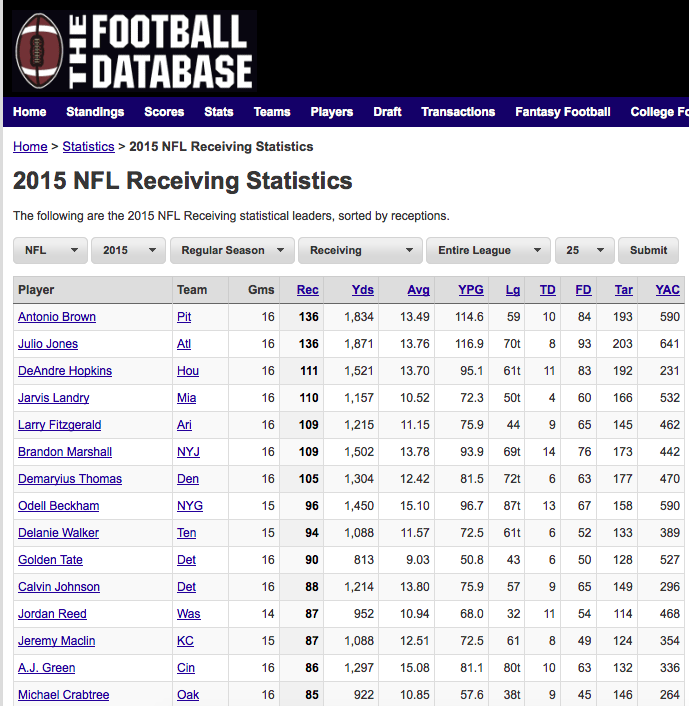 THE FOOTBALL DATABASE
Home Standings Scores Stats Teams Players Draft Transactions Fantasy Football College Fo
Home > Statistics > 2015 NFL Receiving Statistics
2015 NFL Receiving Statistics
The following are the 2015 NFL Receiving statistical leaders, sorted by receptions.
NFL 2015 Regular Season Receiving Entire League 25 Submit
Player Team Gms Rec Yds Avg YPG Lg TD FD Tar YAC
Antonio Brown Pit 16 136 1,834 13.49 114.6 59 10 84 193 590
Julio Jones Atl 16 136 1,871 13.76 116.9 70t 8 93 203 641
DeAndre Hopkins Hou 16 111 1,521 13.70 95.1 61t 11 83 192 231
Jarvis Landry Mia 16 110 1,157 10.52 72.3 50t 4 60 166 532
Larry Fitzgerald Ari 16 109 1,215 11.15 75.9 44 9 65 145 462
Brandon Marshall NYJ 16 109 1,502 13.78 93.9 69t 14 76 173 442
Demaryius Thomas Den 16 105 1,304 12.42 81.5 72t 6 63 177 470
Odell Beckham NYG 15 96 1,450 15.10 96.7 87t 13 67 158 590
Delanie Walker Ten 15 94 1,088 11.57 72.5 61t 6 52 133 389
Golden Tate Det 16 90 813 9.03 50.8 43 6 50 128 527
Calvin Johnson Det 16 88 1,214 13.80 75.9 57 9 65 149 296
Jordan Reed Was 14 87 952 10.94 68.0 32 11 54 114 468
Jeremy Maclin KC 15 87 1,088 12.51 72.5 61 8 49 124 354
A.J. Green Cin 16 86 1,297 15.08 81.1 80t 10 63 132 336
Michael Crabtree Oak 16 85 922 10.85 57.6 38t 9 45 146 264